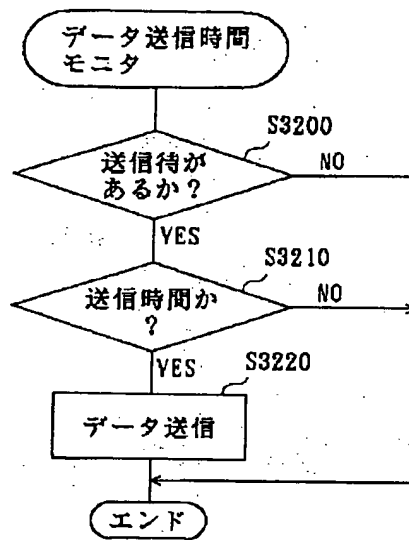 データ送信時間
モニタ
S3200
送信待が
あるか?
NO
YES
S3210
送信時間か
?
NO
YES
S3220
データ送信
エンド